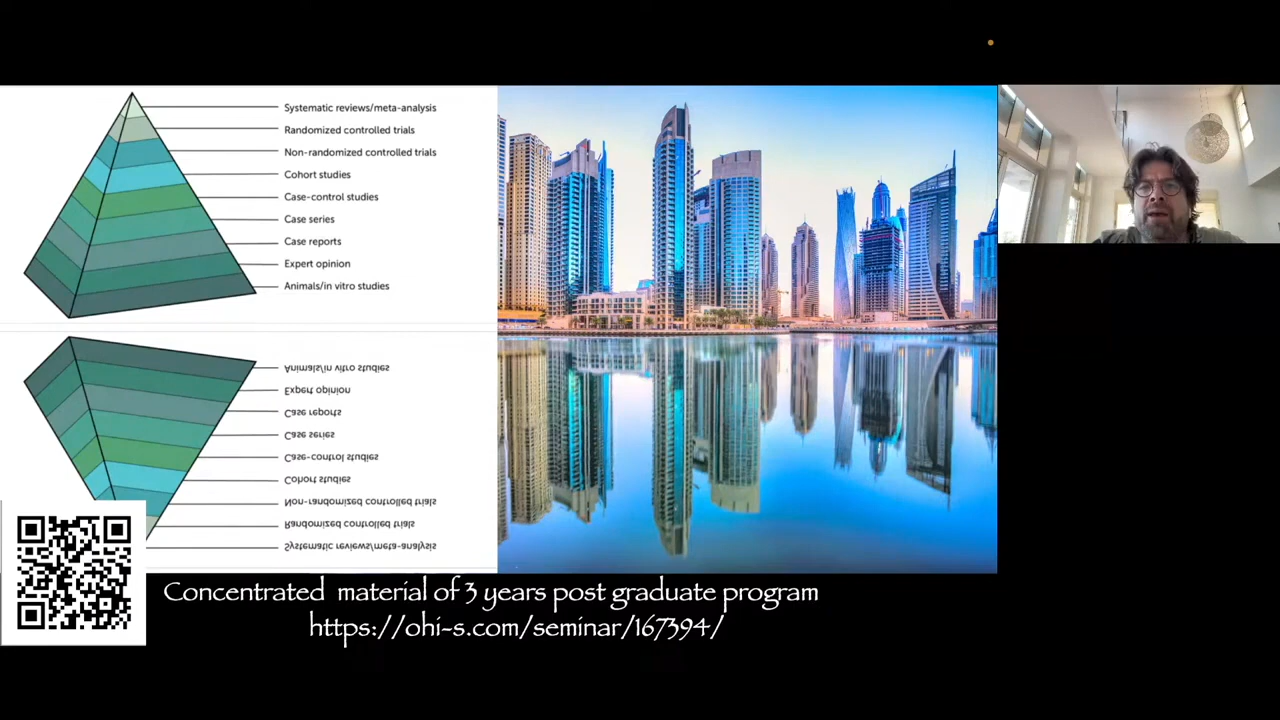 Systematic reviews/meta-analysis
Randomized controlled trials
Non-randomized controlled trials
Cohort studies
Case-control studies
Case series
Case reports
Expert opinion
Animals/in vitro studies
Animals/in vitro studies
Expert opinion
Case reports
Case series
Case-control studies
Cohort studies
Non-randomized controlled trials
Randomized controlled trials
Systematic reviews/meta-analysis
Concentrated material of 3 years post graduate program
https://ohi-s.com/seminar/167394/